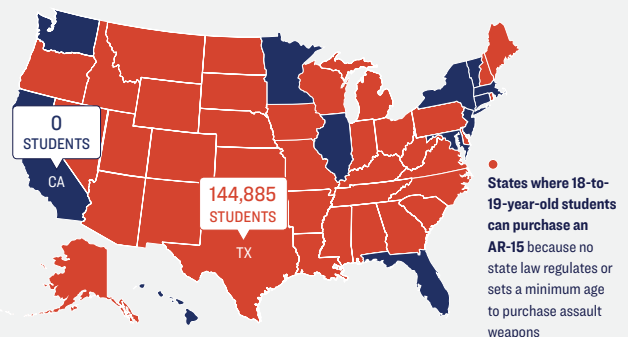 0
STUDENTS
CA
144,885
STUDENTS
TX
States where 18-to-
19-year-old students
can purchase an
AR-15 because no
state law regulates or
sets a minimum age
to purchase assault
weapons